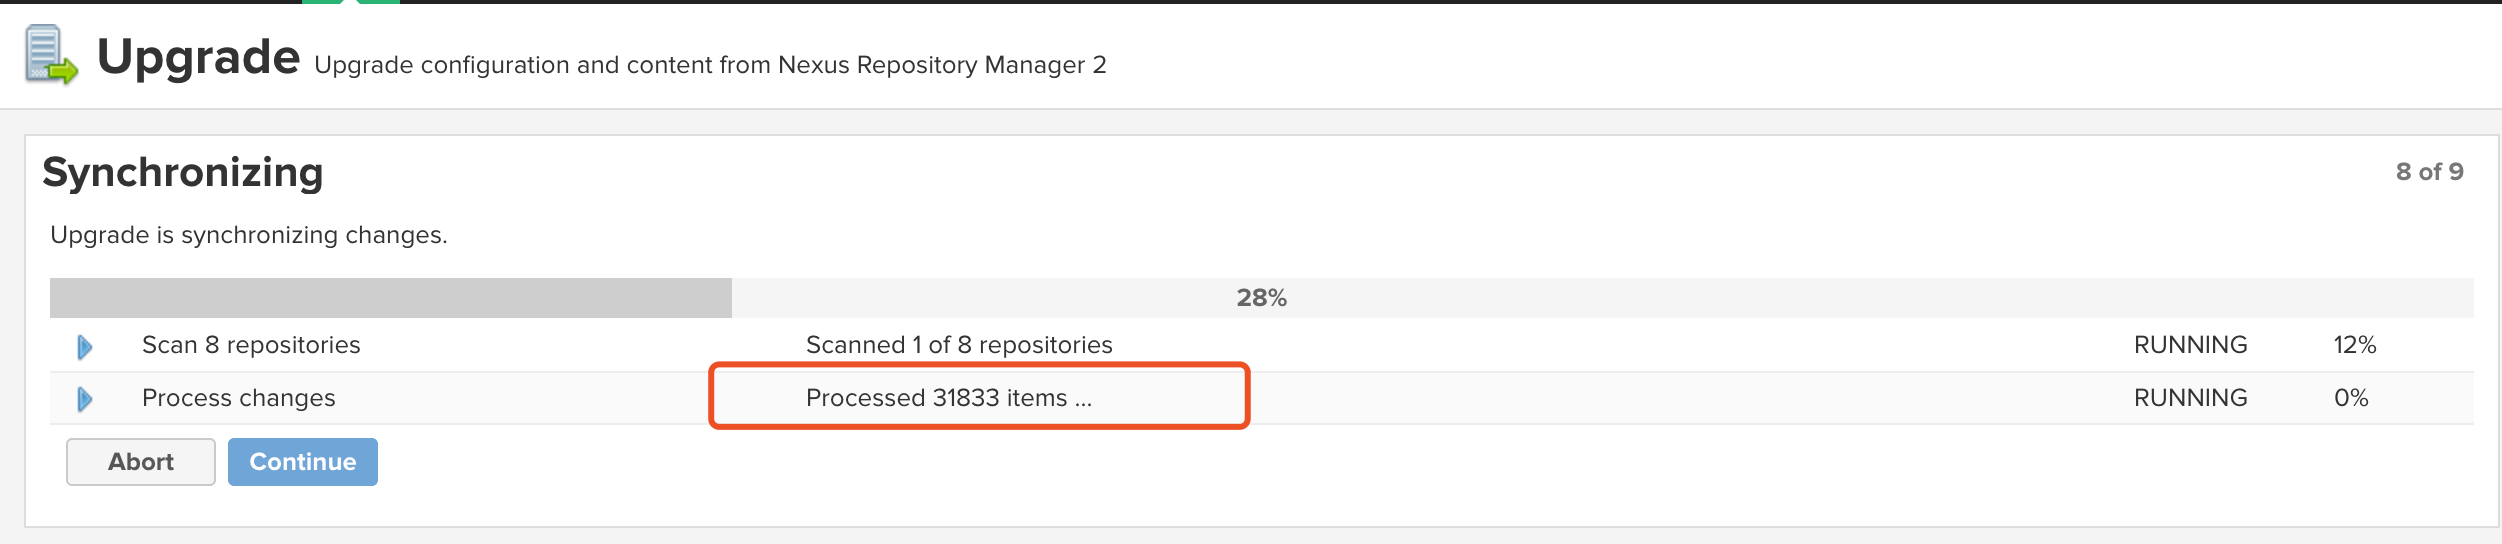 Upgrade Upgrade configuration and content from Nexus Repository Manager 2
Synchronizing 8 of 9
Upgrade is synchronizing changes.
28%
Scan 8 repositories Scanned 1 of 8 repositories RUNNING 12%
Process changes Processed 31833 items ... RUNNING 0%
Abort Continue